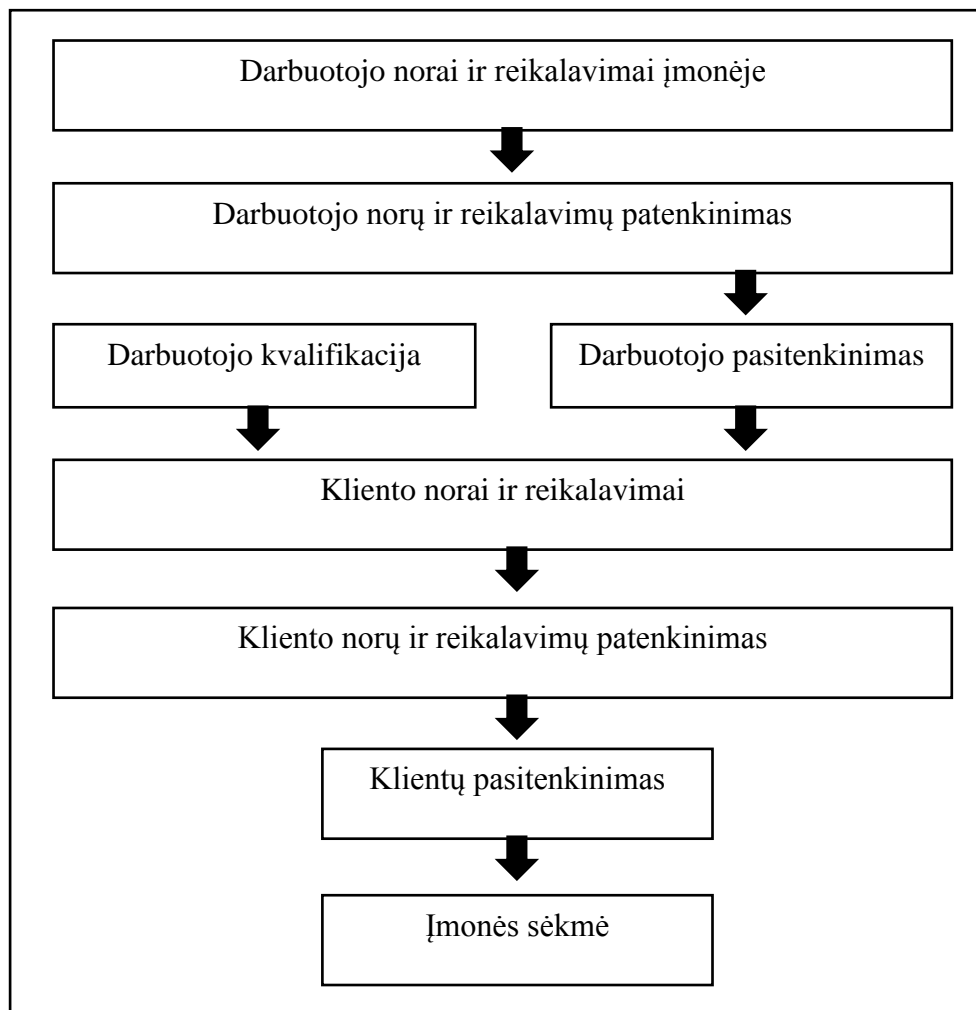 Darbuotojo norai ir reikalavimai įmonėje
Darbuotojo norų ir reikalavimų patenkinimas
Darbuotojo kvalifikacija
Darbuotojo pasitenkinimas
Kliento norai ir reikalavimai
Kliento norų ir reikalavimų patenkinimas
Klientų pasitenkinimas
Įmonės sėkmė